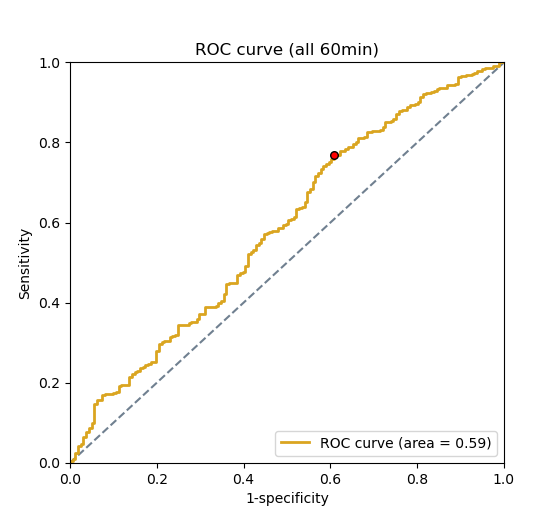 ROC curve (all 60min)
1.0
0.8
0.6
0.4
0.2
0.0
Sensitivity
ROC curve (area = 0.59)
0.0 0.2 0.4 0.6 0.8 1.0
1-specificity